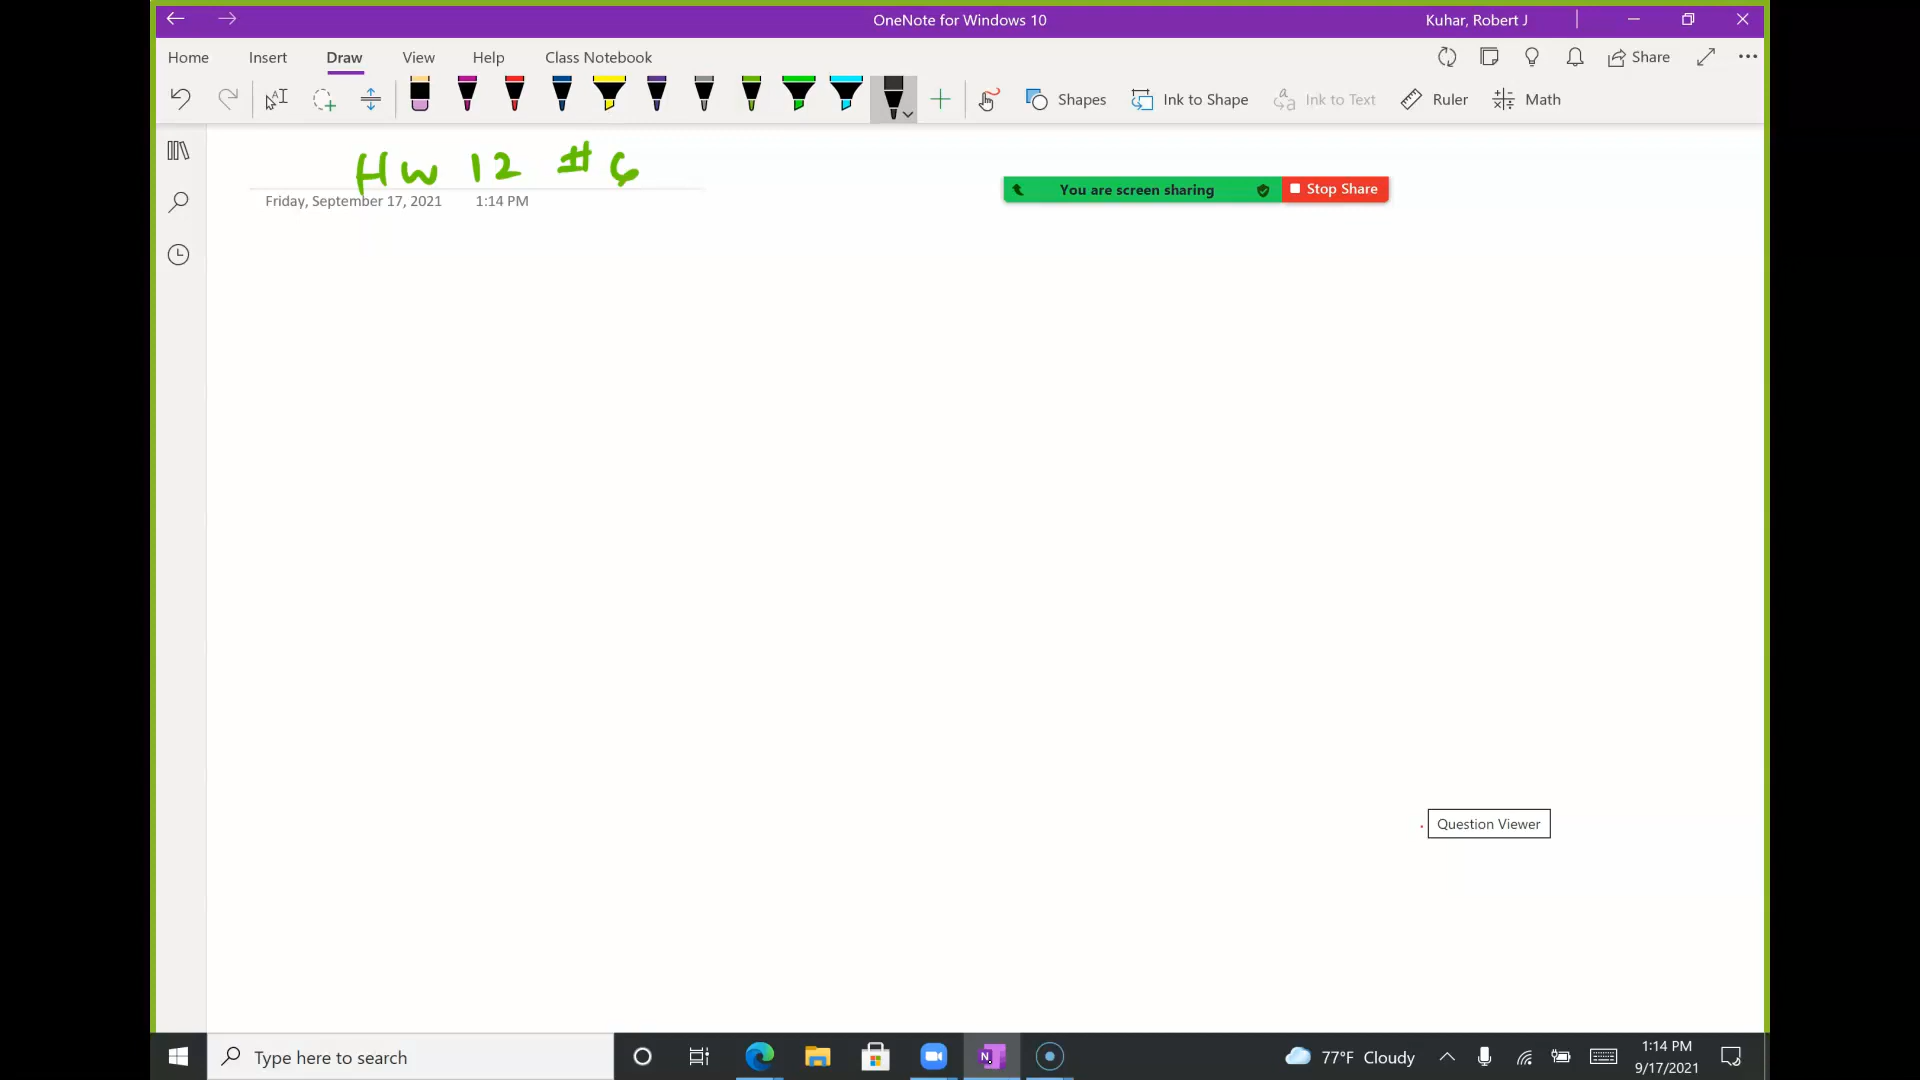 OneNote for Windows 10 Kuhar, Robert J
Home Insert Draw View Help Class Notebook Share
Shapes Ink to Shape Ink to Text Ruler Math
HW 12 #6
Friday, September 17, 2021 1:14 PM
You are screen sharing Stop Share
Question Viewer
Type here to search 77°F Cloudy 1:14 PM
9/17/2021